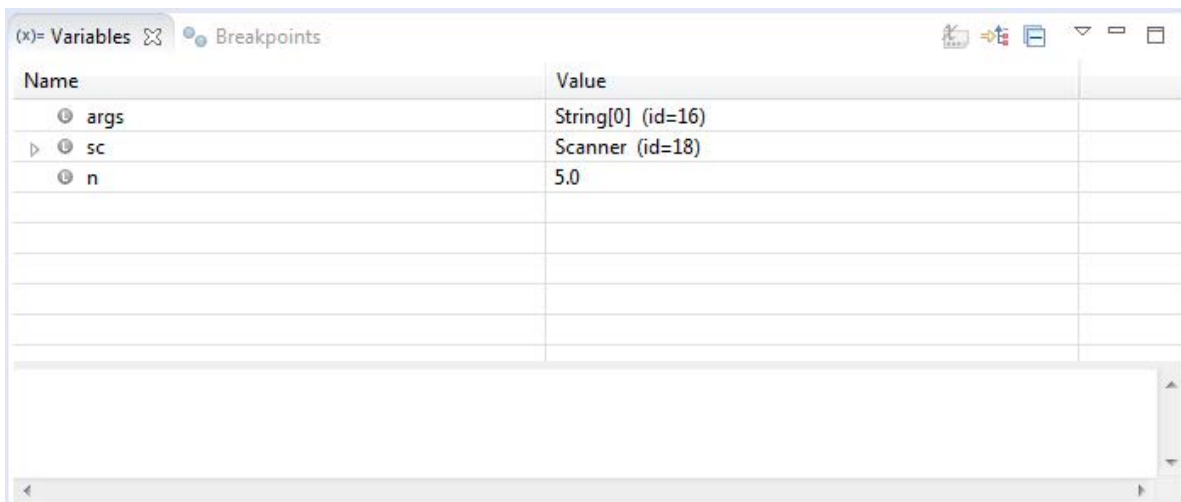 (x)= Variables Breakpoints
Name Value
args String[0] (id=16)
sc Scanner (id=18)
n 5.0